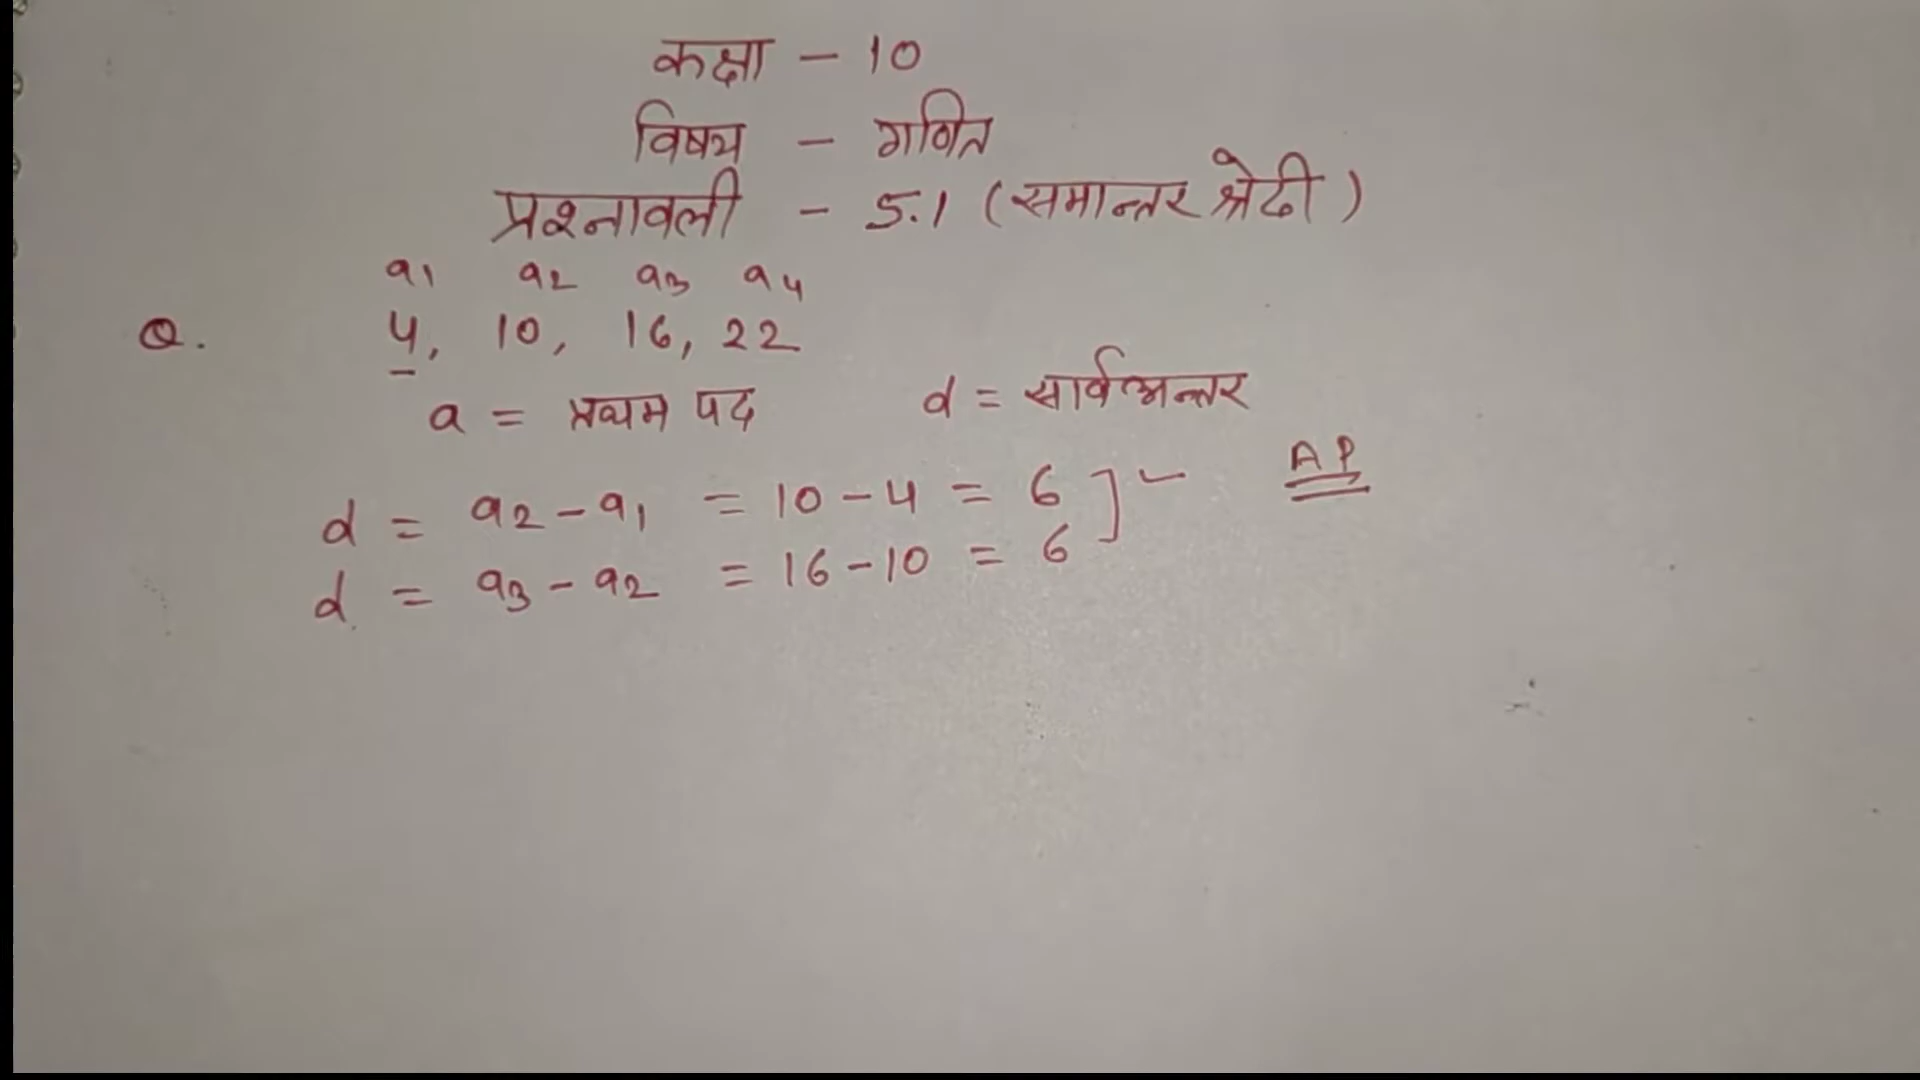 कक्षा - 10
विषय - गणित
प्रश्नावली - 5.1 (समान्तर श्रेढी)
a1 a2 a3 a4
Q. 4, 10, 16, 22
a = प्रथम पद d = सार्वअन्तर
AP
d = a2 - a1 = 10 - 4 = 6
d = a3 - a2 = 16 - 10 = 6